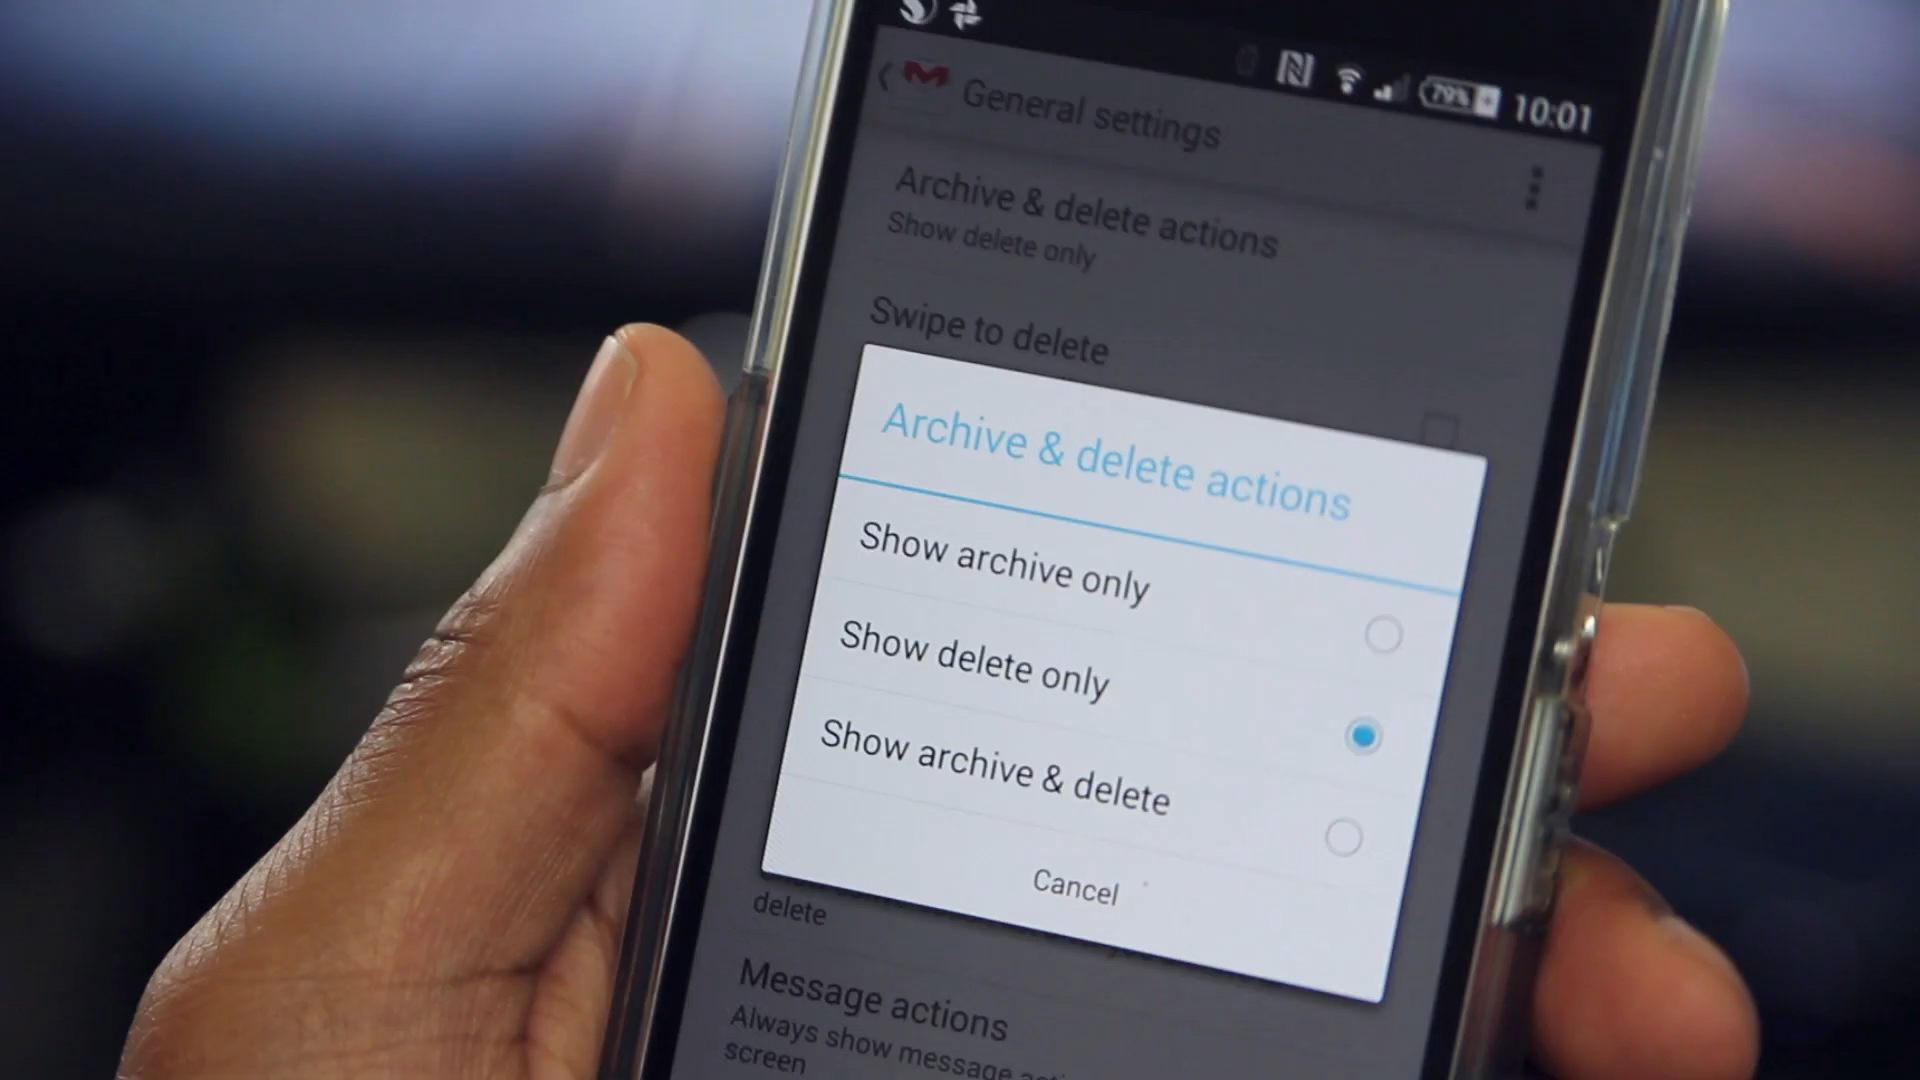 79% 10:01
General settings
Archive & delete actions
Show delete only
Swipe to delete
Archive & delete actions
Show archive only
Show delete only
Show archive & delete
Cancel
delete
Message actions
Always show message
screen